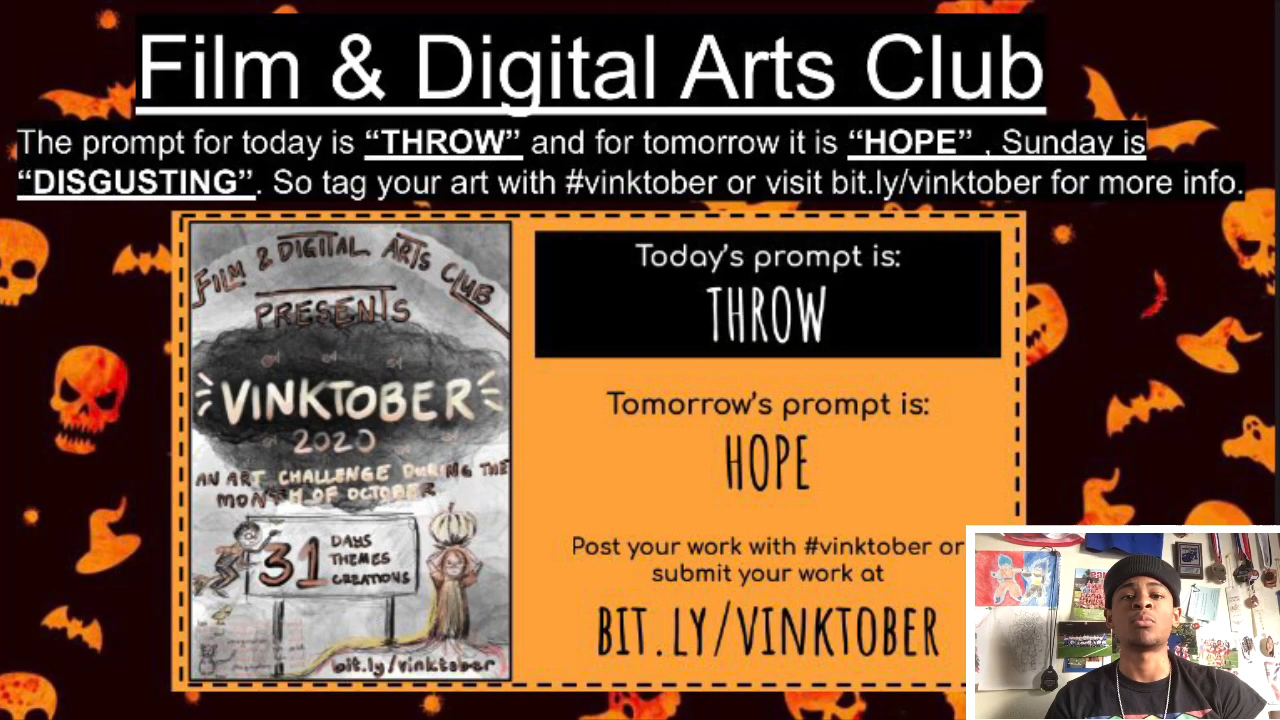 Film & Digital Arts Club
The prompt for today is “THROW” and for tomorrow it is “HOPE” , Sunday is
“DISGUSTING”. So tag your art with #vinktober or visit bit.ly/vinktober for more info.
FILM & DIGITAL ARTS CLUB
PRESENTS
VINKTOBER
2020
AN ART CHALLENGE DURING THE
MONTH OF OCTOBER
31
DAYS
THEMES
CREATIONS
bit.ly/vinktober
Today’s prompt is:
THROW
Tomorrow’s prompt is:
HOPE
Post your work with #vinktober or
submit your work at
BIT.LY/VINKTOBER